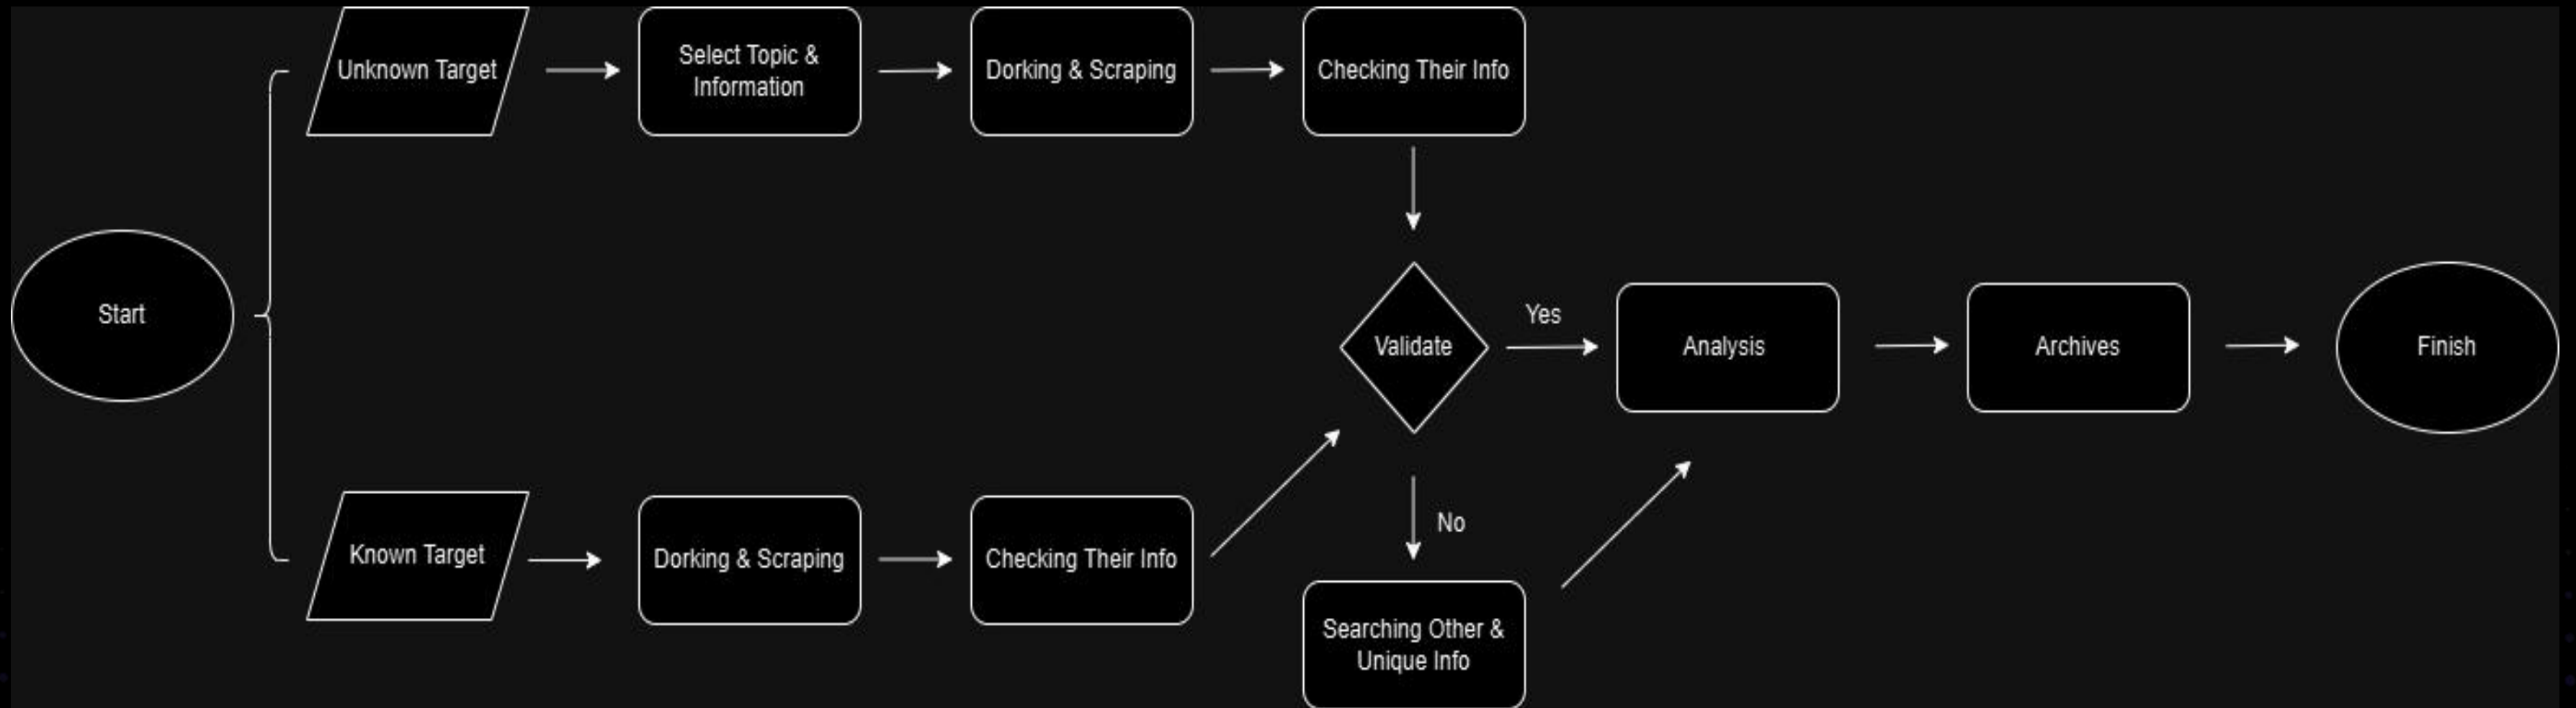 Unknown Target
Select Topic &
Information
Dorking & Scraping
Checking Their Info
Start
Validate
Yes
Analysis
Archives
Finish
Known Target
Dorking & Scraping
Checking Their Info
No
Searching Other &
Unique Info